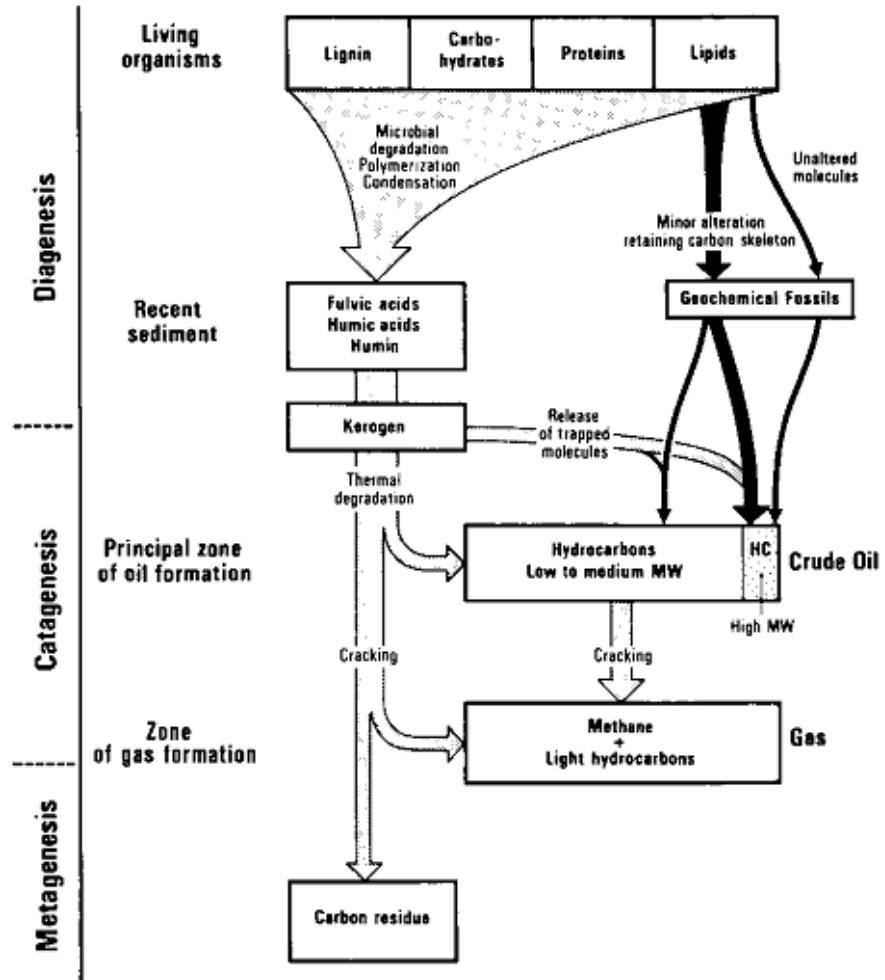 Living
organisms
Lignin
Carbo-
hydrates
Proteins
Lipids
Microbial
degradation
Polymerization
Condensation
Unaltered
molecules
Minor alteration
retaining carbon skeleton
Diagenesis
Geochemical Fossils
Recent
sediment
Fulvic acids
Humic acids
Humin
Kerogen
Release
of trapped
molecules
Thermal
degradation
Catagenesis
Principal zone
of oil formation
Hydrocarbons
Low to medium MW
HC
Crude Oil
High MW
Cracking
Cracking
Zone
of gas formation
Methane
+
Light hydrocarbons
Gas
Metagenesis
Carbon residue